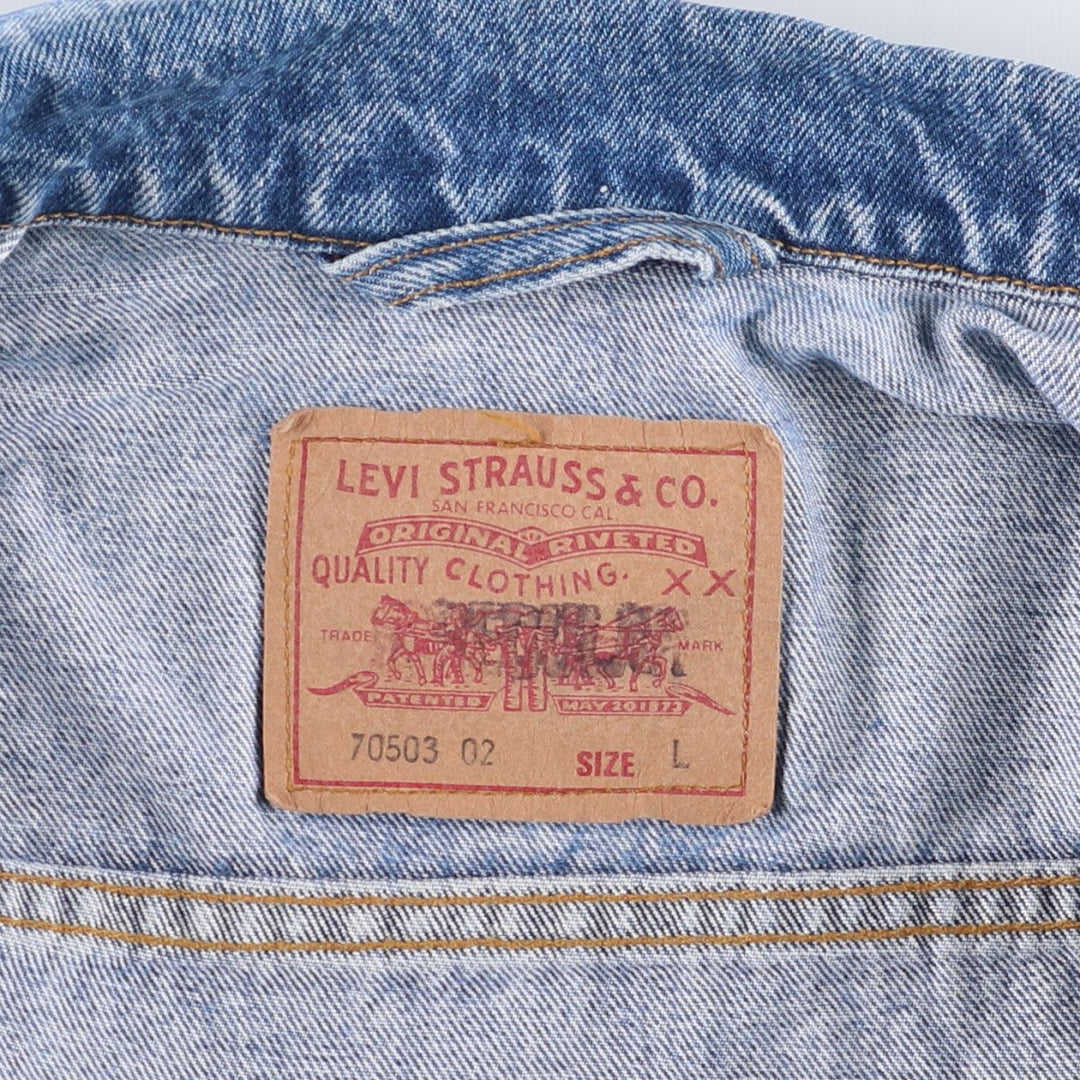 LEVI STRAUSS & CO.
SAN FRANCISCO CAL
ORIGINAL RIVETED
QUALITY CLOTHING. XX
TRADE MARK
PATENTED MAY 20 1873
70503 02 SIZE L